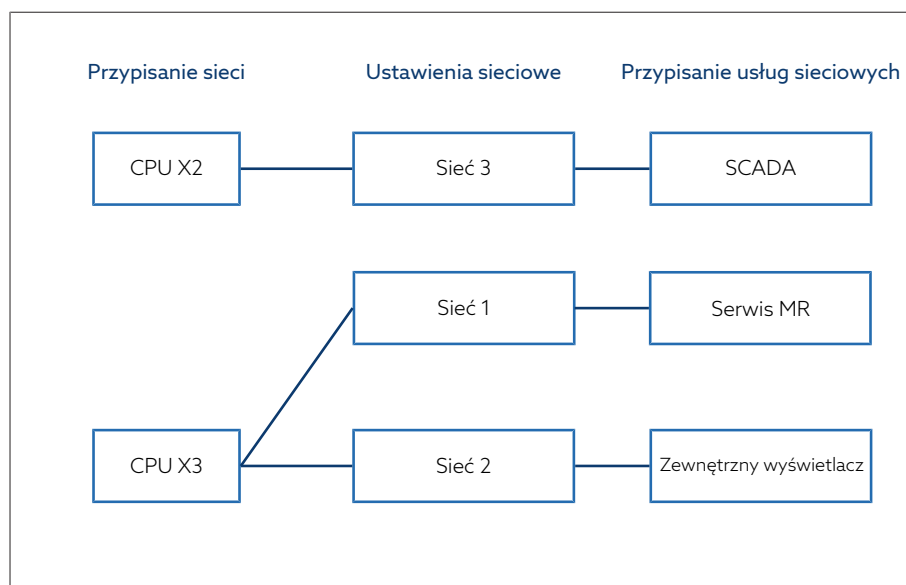 Przypisanie sieci
Ustawienia sieciowe
Przypisanie usług sieciowych
CPU X2
Sieć 3
SCADA
Sieć 1
Serwis MR
CPU X3
Sieć 2
Zewnętrzny wyświetlacz